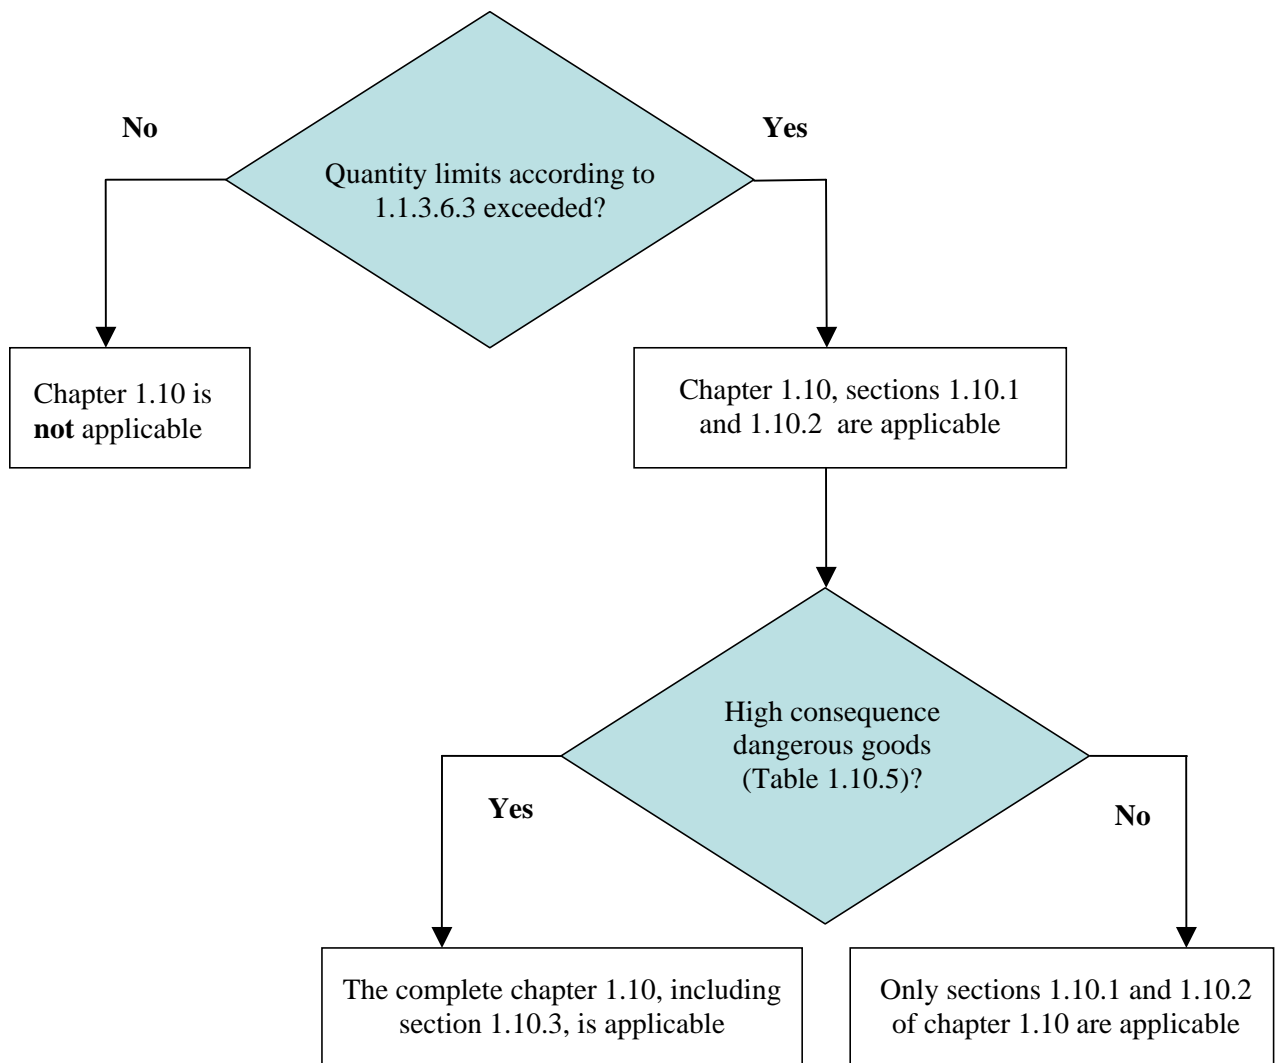 No
Yes
Quantity limits according to
1.1.3.6.3 exceeded?
Chapter 1.10 is
not applicable
Chapter 1.10, sections 1.10.1
and 1.10.2  are applicable
High consequence
dangerous goods
(Table 1.10.5)?
Yes
No
The complete chapter 1.10, including
section 1.10.3, is applicable
Only sections 1.10.1 and 1.10.2
of chapter 1.10 are applicable